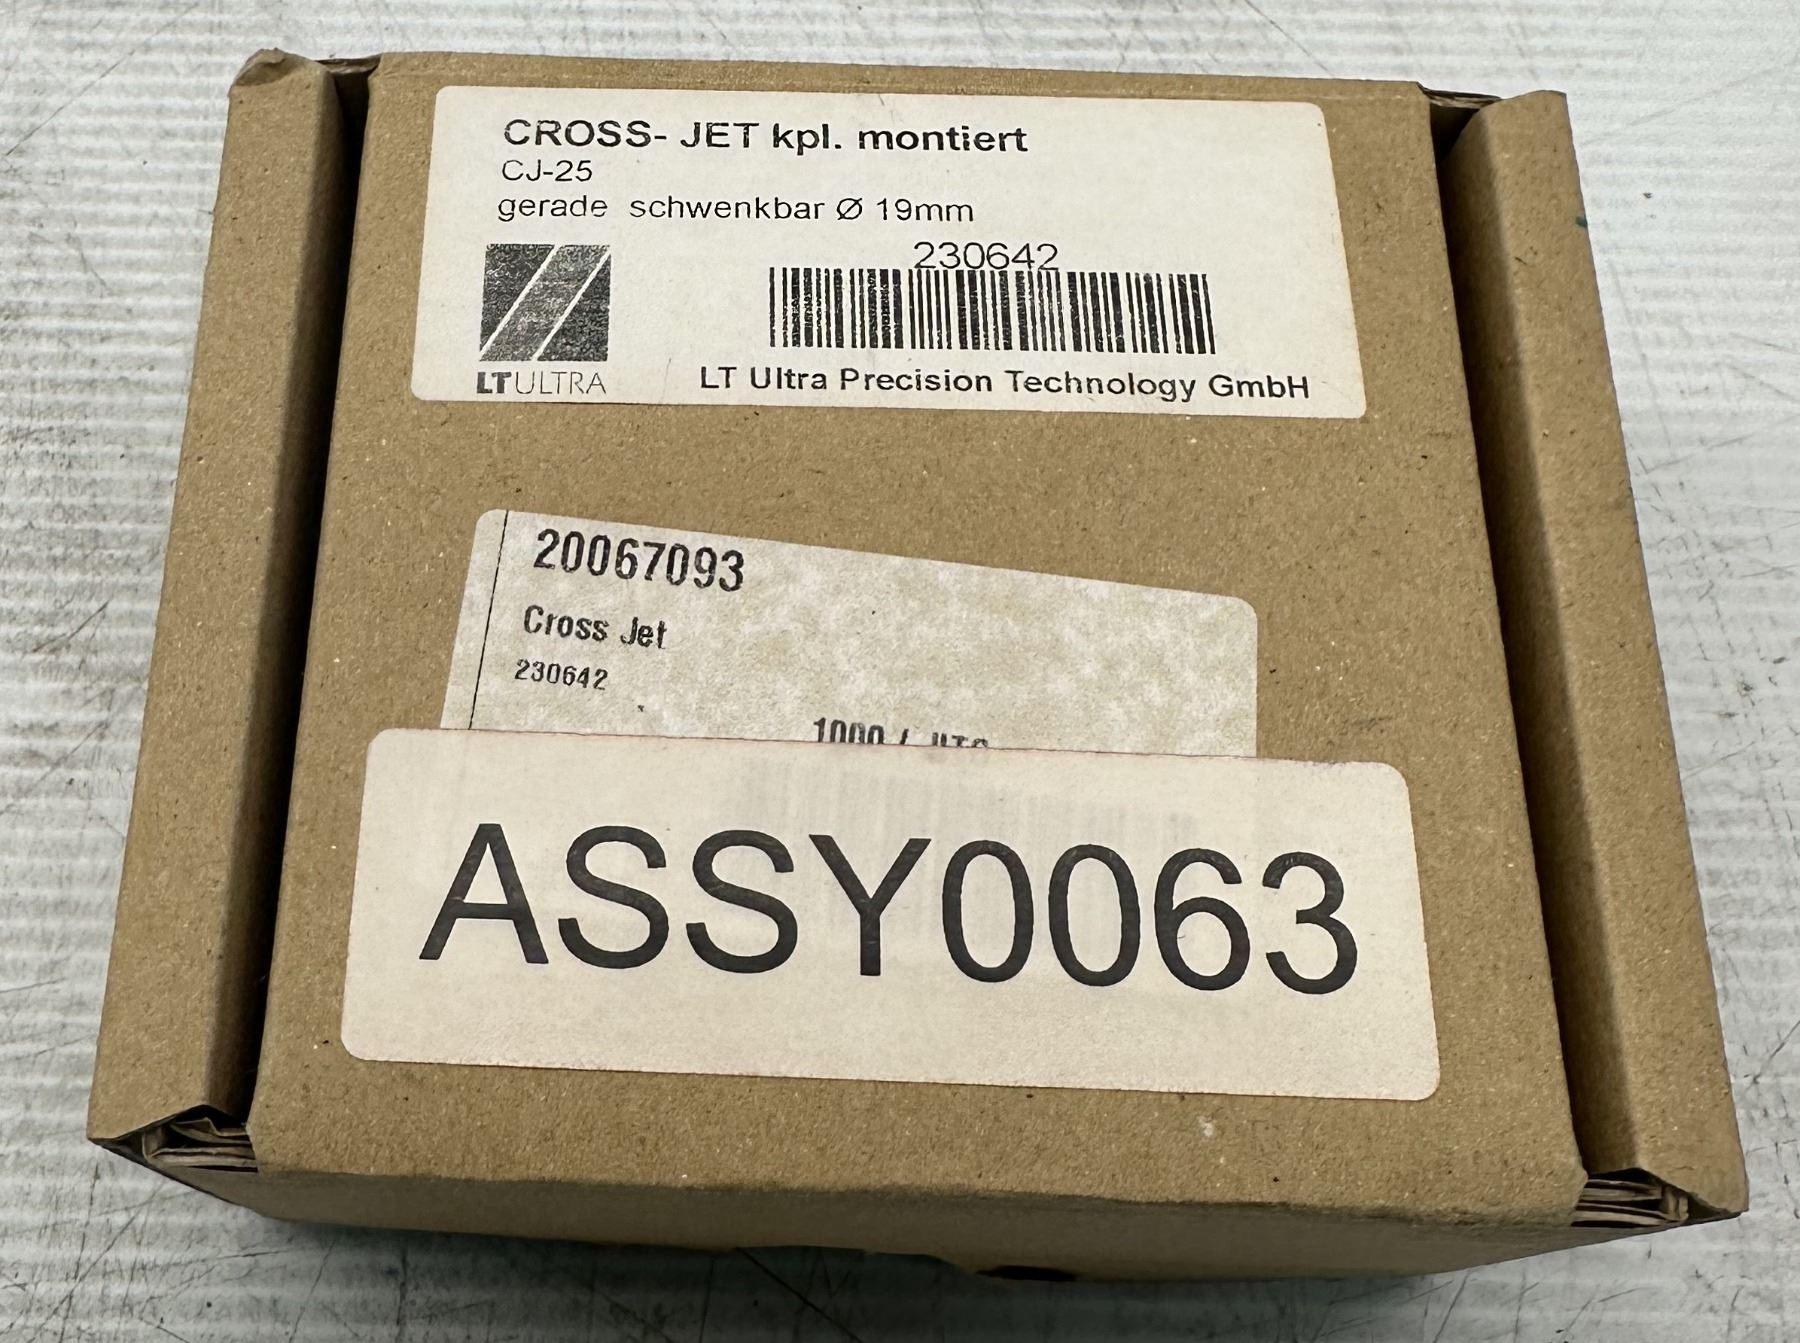 CROSS- JET kpl. montiert
CJ-25
gerade schwenkbar Ø 19mm
230642
LTULTRA
LT Ultra Precision Technology GmbH
20067093
Cross Jet
230642
1000 /
ASSY0063